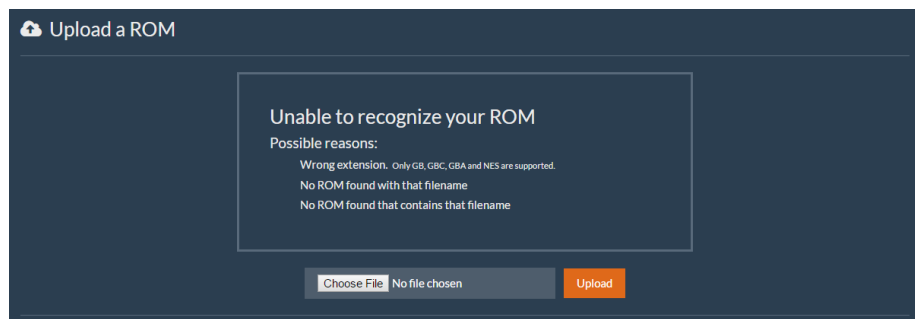 Upload a ROM
Unable to recognize your ROM
Possible reasons:
Wrong extension. Only GB, GBC, GBA and NES are supported.
No ROM found with that filename
No ROM found that contains that filename
Choose File No file chosen Upload